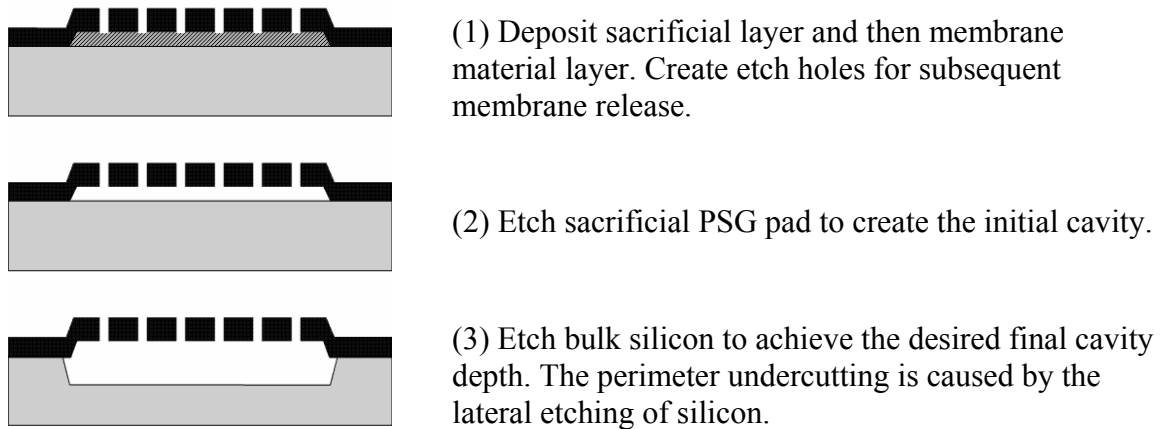 (1) Deposit sacrificial layer and then membrane
material layer. Create etch holes for subsequent
membrane release.
(2) Etch sacrificial PSG pad to create the initial cavity.
(3) Etch bulk silicon to achieve the desired final cavity
depth. The perimeter undercutting is caused by the
lateral etching of silicon.